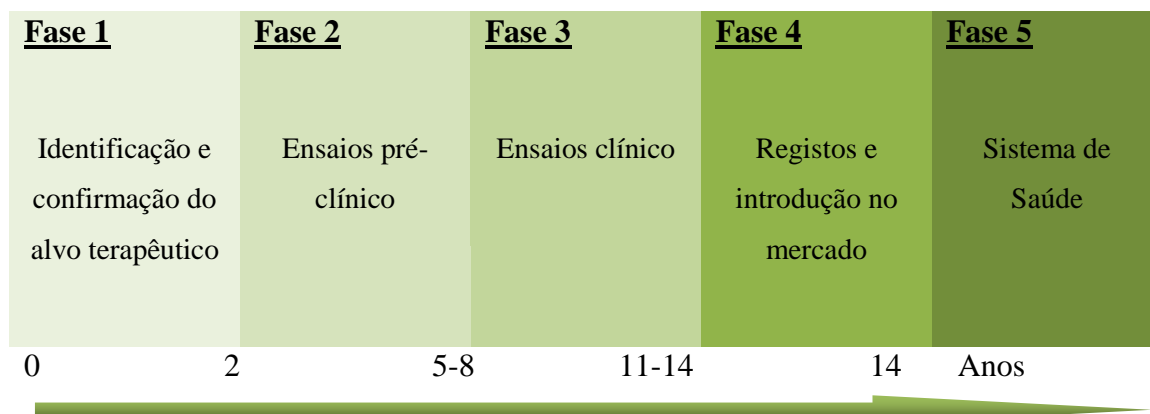 Fase 1
Identificação e
confirmação do
alvo terapêutico
Fase 2
Ensaios pré-
clínico
Fase 3
Ensaios clínico
Fase 4
Registos e
introdução no
mercado
Fase 5
Sistema de
Saúde
0 2 5-8 11-14 14 Anos